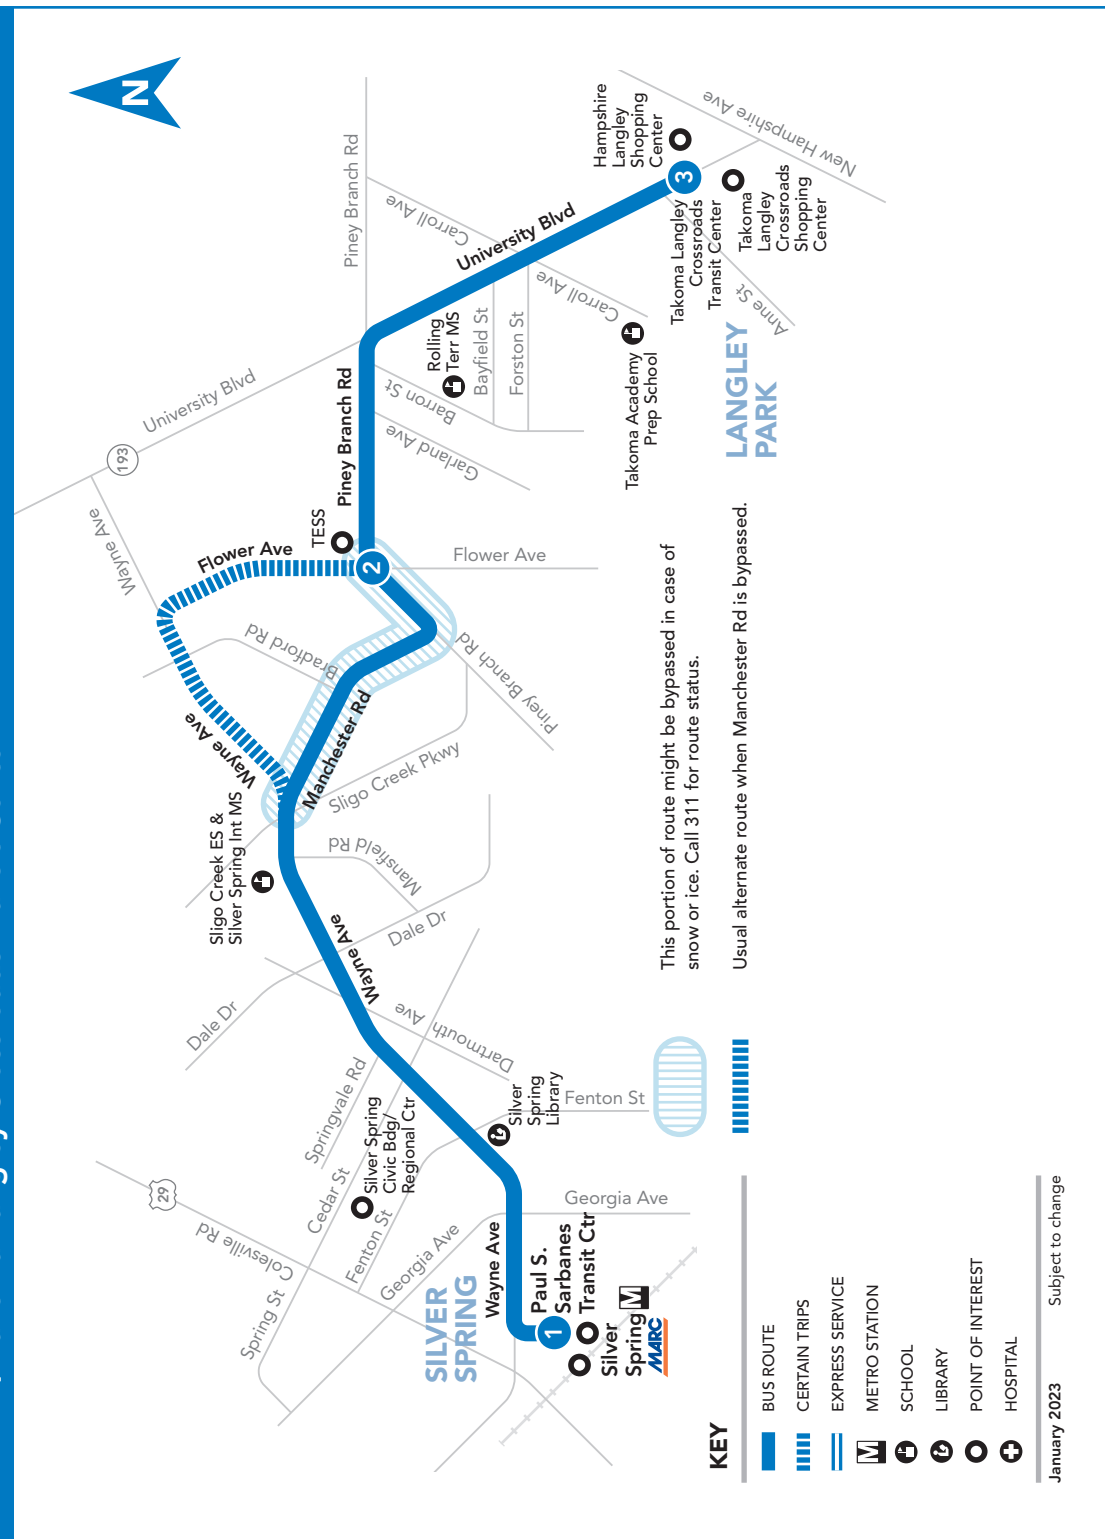 N
Piney Branch Rd
Carroll Ave
University Blvd
Hampshire
Langley
Shopping
Center
New Hampshire Ave
3
Takoma Langley
Crossroads
Transit Center
Takoma
Langley
Crossroads
Shopping
Center
Anne St
Carroll Ave
Rolling
Terr MS
Bayfield St
Forston St
Barron St
Garland Ave
Takoma Academy
Prep School
LANGLEY
PARK
University Blvd
193
Piney Branch Rd
Wayne Ave
Flower Ave
TESS
2
Flower Ave
Bradford Rd
Piney Branch Rd
Wayne Ave
Manchester Rd
Sligo Creek Pkwy
Sligo Creek ES &
Silver Spring Int MS
Mansfield Rd
Dale Dr
Wayne Ave
Dale Dr
Dartmouth Ave
Springvale Rd
Cedar St
Silver Spring
Civic Bdg/
Regional Ctr
Silver
Spring
Library
Fenton St
Fenton St
29
Colesville Rd
Georgia Ave
Georgia Ave
Spring St
SILVER
SPRING
Wayne Ave
1
Paul S.
Sarbanes
Transit Ctr
Silver
Spring
M
MARC
This portion of route might be bypassed in case of
snow or ice. Call 311 for route status.
Usual alternate route when Manchester Rd is bypassed.
KEY
BUS ROUTE
CERTAIN TRIPS
EXPRESS SERVICE
M METRO STATION
SCHOOL
LIBRARY
POINT OF INTEREST
HOSPITAL
January 2023
Subject to change